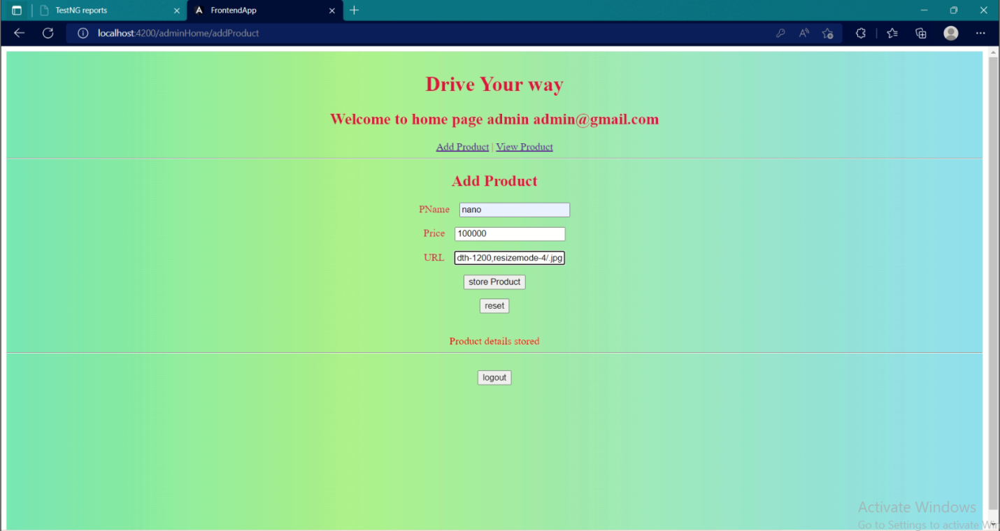 TestNG reports
FrontendApp
localhost:4200/adminHome/addProduct
Drive Your way
Welcome to home page admin admin@gmail.com
Add Product | View Product
Add Product
PName nano
Price 100000
URL dth-1200,resizemode-4/.jpg
store Product
reset
Product details stored
logout
Activate Windows
Go to Settings to activate Win